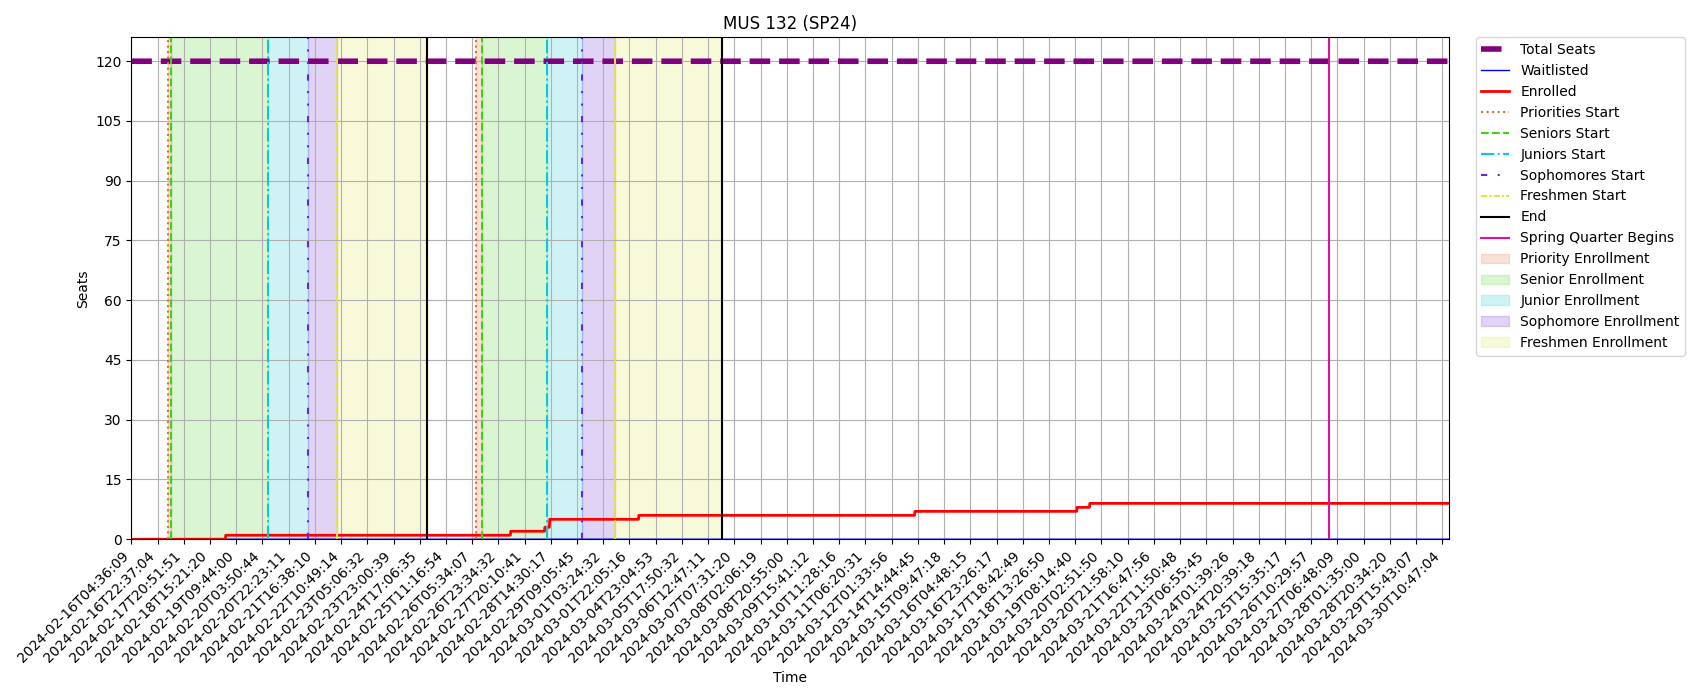 MUS 132 (SP24)
Seats
120
105
90
75
60
45
30
15
0
2024-02-16T04:36:09
2024-02-16T22:37:04
2024-02-17T20:51:51
2024-02-18T15:21:20
2024-02-19T09:44:00
2024-02-20T03:50:44
2024-02-20T22:23:11
2024-02-21T16:38:10
2024-02-22T10:49:14
2024-02-23T05:06:32
2024-02-23T23:00:39
2024-02-24T17:06:35
2024-02-25T11:16:54
2024-02-26T05:34:07
2024-02-26T23:34:32
2024-02-27T20:10:41
2024-02-28T14:30:17
2024-02-29T09:05:45
2024-03-01T03:24:32
2024-03-01T22:05:16
2024-03-04T23:04:53
2024-03-05T17:50:32
2024-03-06T12:47:11
2024-03-07T07:31:20
2024-03-08T02:06:19
2024-03-08T20:55:00
2024-03-09T15:41:12
2024-03-10T11:28:16
2024-03-11T06:20:31
2024-03-12T01:33:56
2024-03-14T14:44:45
2024-03-15T09:47:18
2024-03-16T04:48:15
2024-03-16T23:26:17
2024-03-17T18:42:49
2024-03-18T13:26:50
2024-03-19T08:14:40
2024-03-20T02:51:50
2024-03-20T21:58:10
2024-03-21T16:47:56
2024-03-22T11:50:48
2024-03-23T06:55:45
2024-03-24T01:39:26
2024-03-24T20:39:18
2024-03-25T15:35:17
2024-03-26T10:29:57
2024-03-27T06:48:09
2024-03-28T01:35:00
2024-03-28T20:34:20
2024-03-29T15:43:07
2024-03-30T10:47:04
Time
Total Seats
Waitlisted
Enrolled
Priorities Start
Seniors Start
Juniors Start
Sophomores Start
Freshmen Start
End
Spring Quarter Begins
Priority Enrollment
Senior Enrollment
Junior Enrollment
Sophomore Enrollment
Freshmen Enrollment